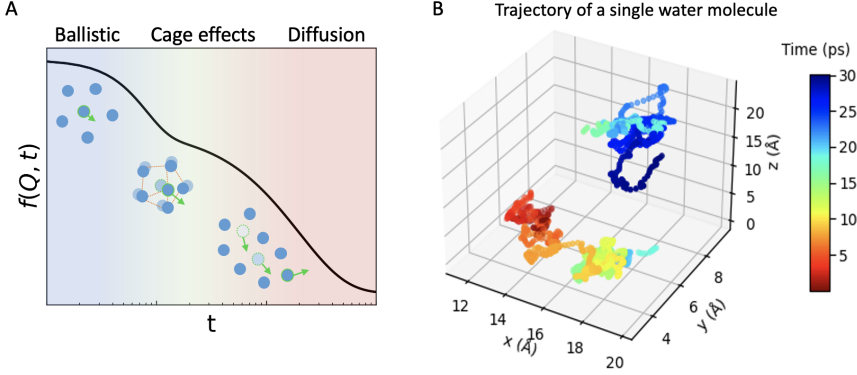 A
Ballistic
Cage effects
Diffusion
f(Q, t)
t
B
Trajectory of a single water molecule
Time (ps)
30
25
20
15
10
5
20
15
10
5
0
z (Å)
8
6
4
y (Å)
12
14
16
18
20
x (Å)